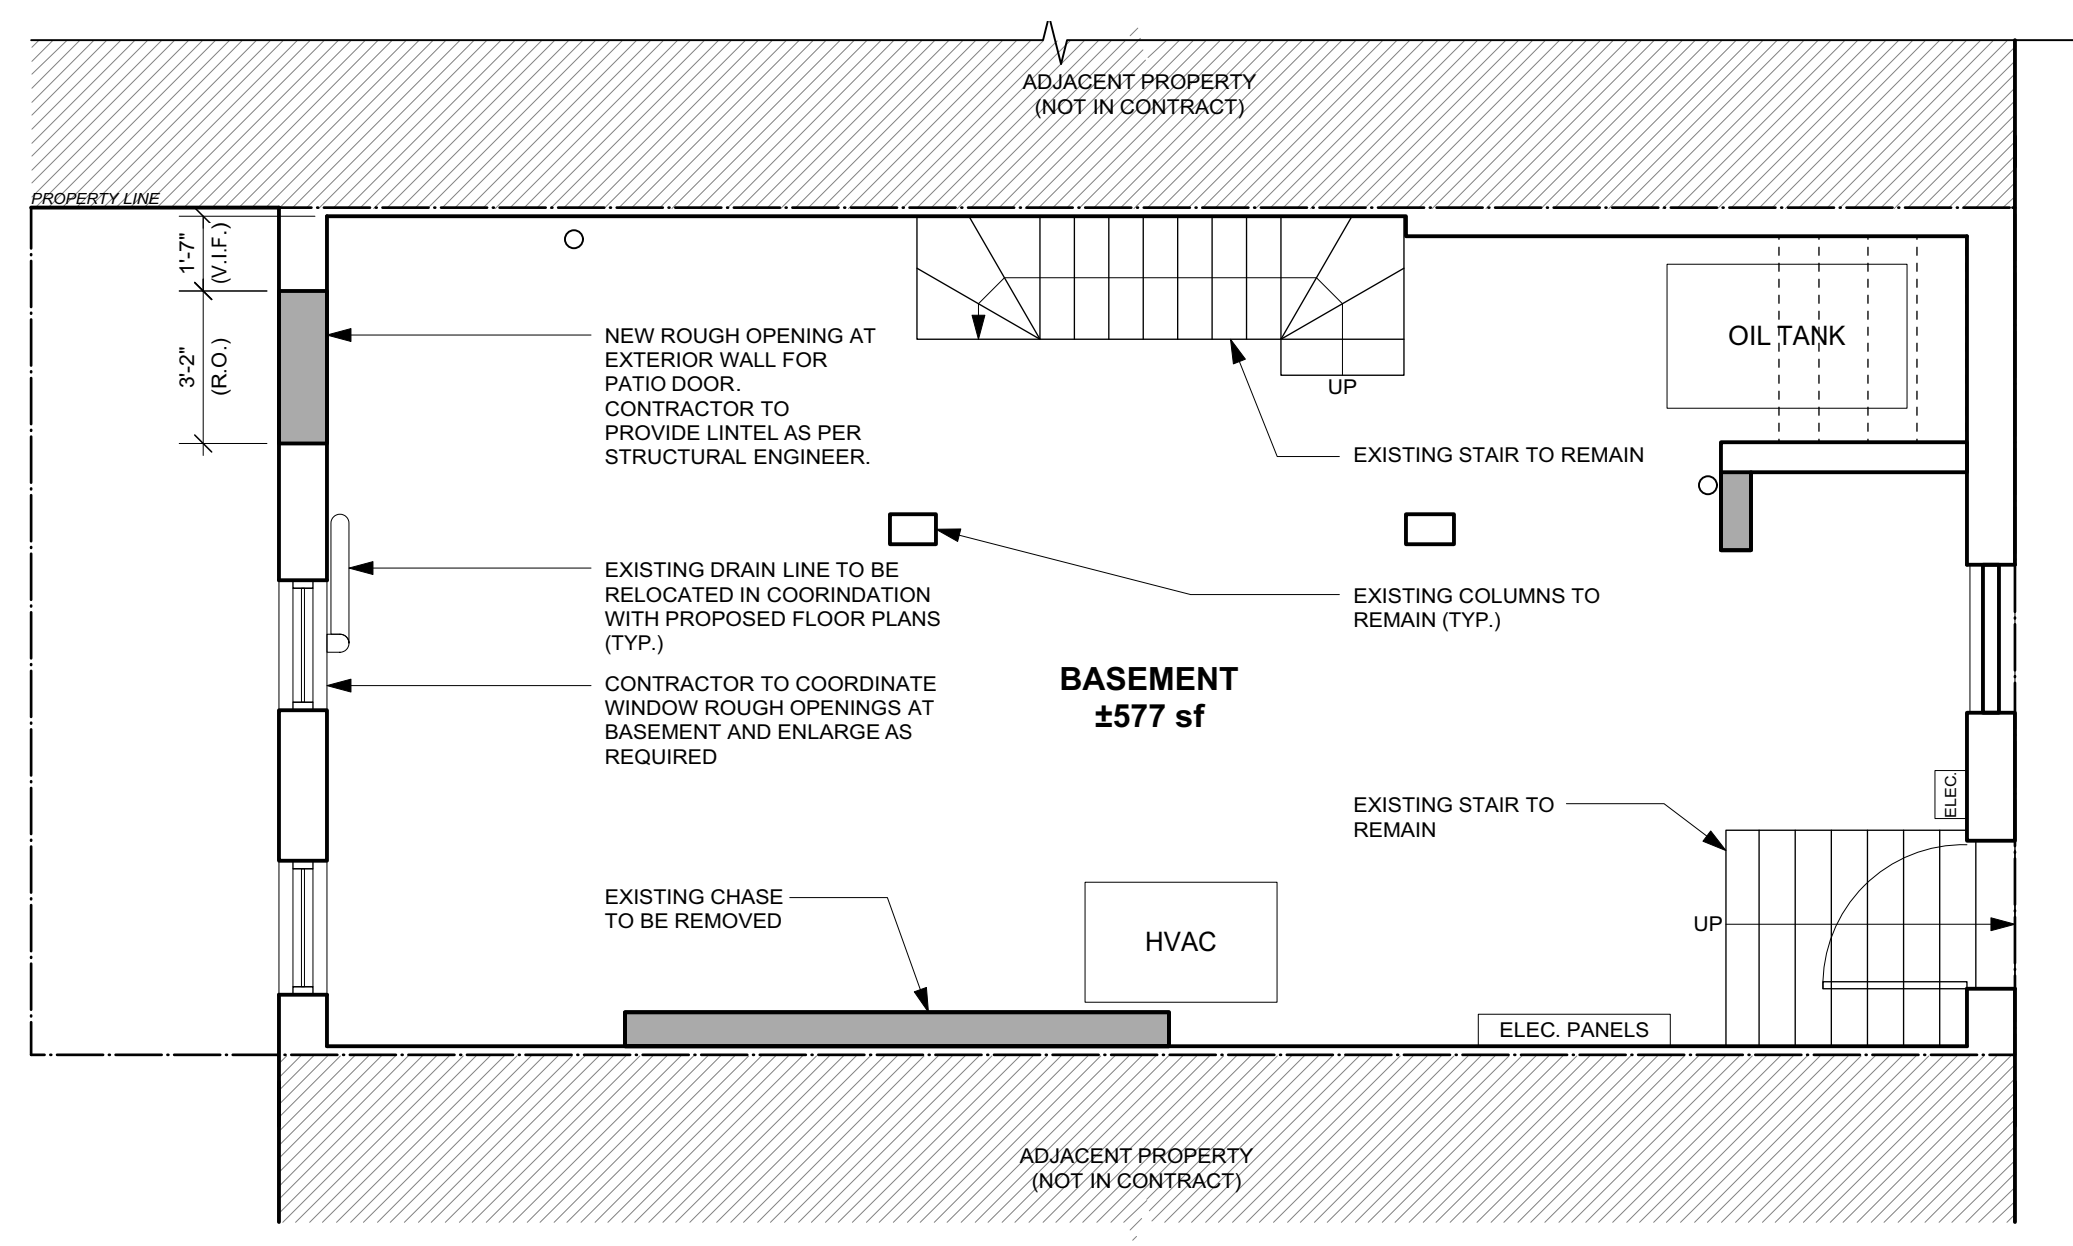 ADJACENT PROPERTY
(NOT IN CONTRACT)
PROPERTY LINE
1'-7"
(V.I.F.)
3'-2"
(R.O.)
NEW ROUGH OPENING AT
EXTERIOR WALL FOR
PATIO DOOR.
CONTRACTOR TO
PROVIDE LINTEL AS PER
STRUCTURAL ENGINEER.
UP
OIL TANK
EXISTING STAIR TO REMAIN
EXISTING DRAIN LINE TO BE
RELOCATED IN COORINDATION
WITH PROPOSED FLOOR PLANS
(TYP.)
EXISTING COLUMNS TO
REMAIN (TYP.)
CONTRACTOR TO COORDINATE
WINDOW ROUGH OPENINGS AT
BASEMENT AND ENLARGE AS
REQUIRED
BASEMENT
±577 sf
ELEC.
EXISTING STAIR TO
REMAIN
EXISTING CHASE
TO BE REMOVED
HVAC
UP
ELEC. PANELS
ADJACENT PROPERTY
(NOT IN CONTRACT)